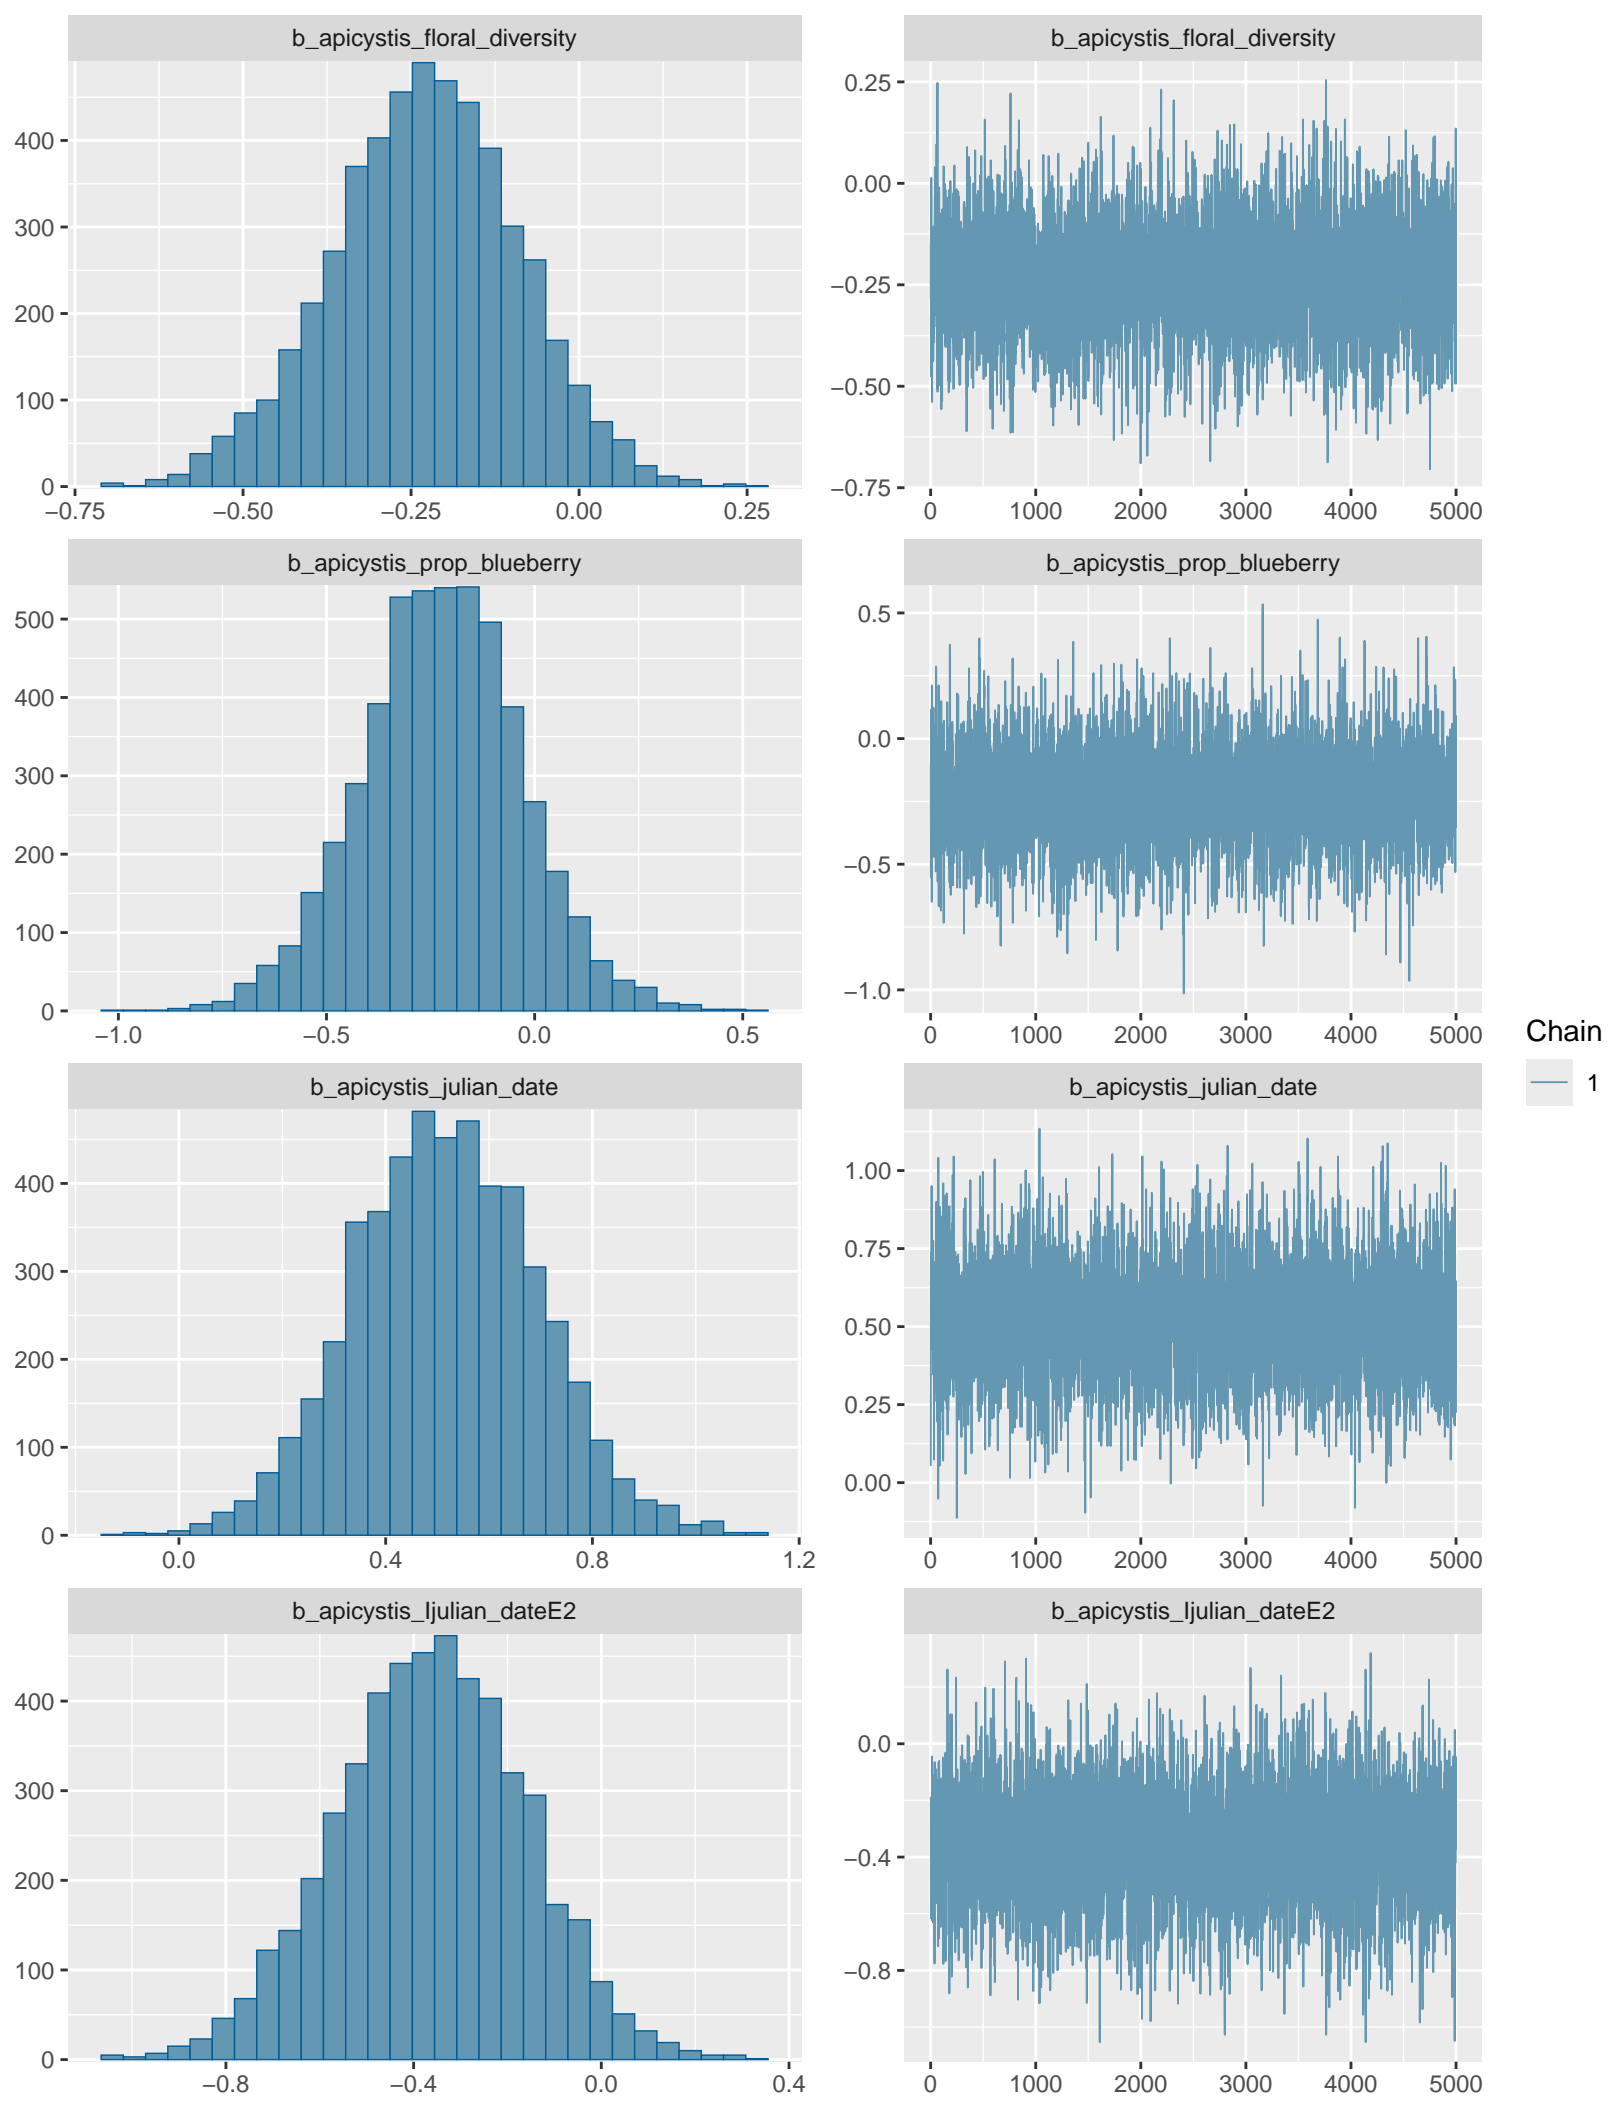 b_apicystis_floral_diversity
400
300
200
100
0
−0.75 −0.50 −0.25 0.00 0.25
b_apicystis_floral_diversity
0.25
0.00
−0.25
−0.50
−0.75
0 1000 2000 3000 4000 5000
b_apicystis_prop_blueberry
500
400
300
200
100
0
−1.0 −0.5 0.0 0.5
b_apicystis_prop_blueberry
0.5
0.0
−0.5
−1.0
0 1000 2000 3000 4000 5000
b_apicystis_julian_date
400
300
200
100
0
0.0 0.4 0.8 1.2
b_apicystis_julian_date
1.00
0.75
0.50
0.25
0.00
0 1000 2000 3000 4000 5000
b_apicystis_Ijulian_dateE2
400
300
200
100
0
−0.8 −0.4 0.0 0.4
b_apicystis_Ijulian_dateE2
0.0
−0.4
−0.8
0 1000 2000 3000 4000 5000
Chain
1